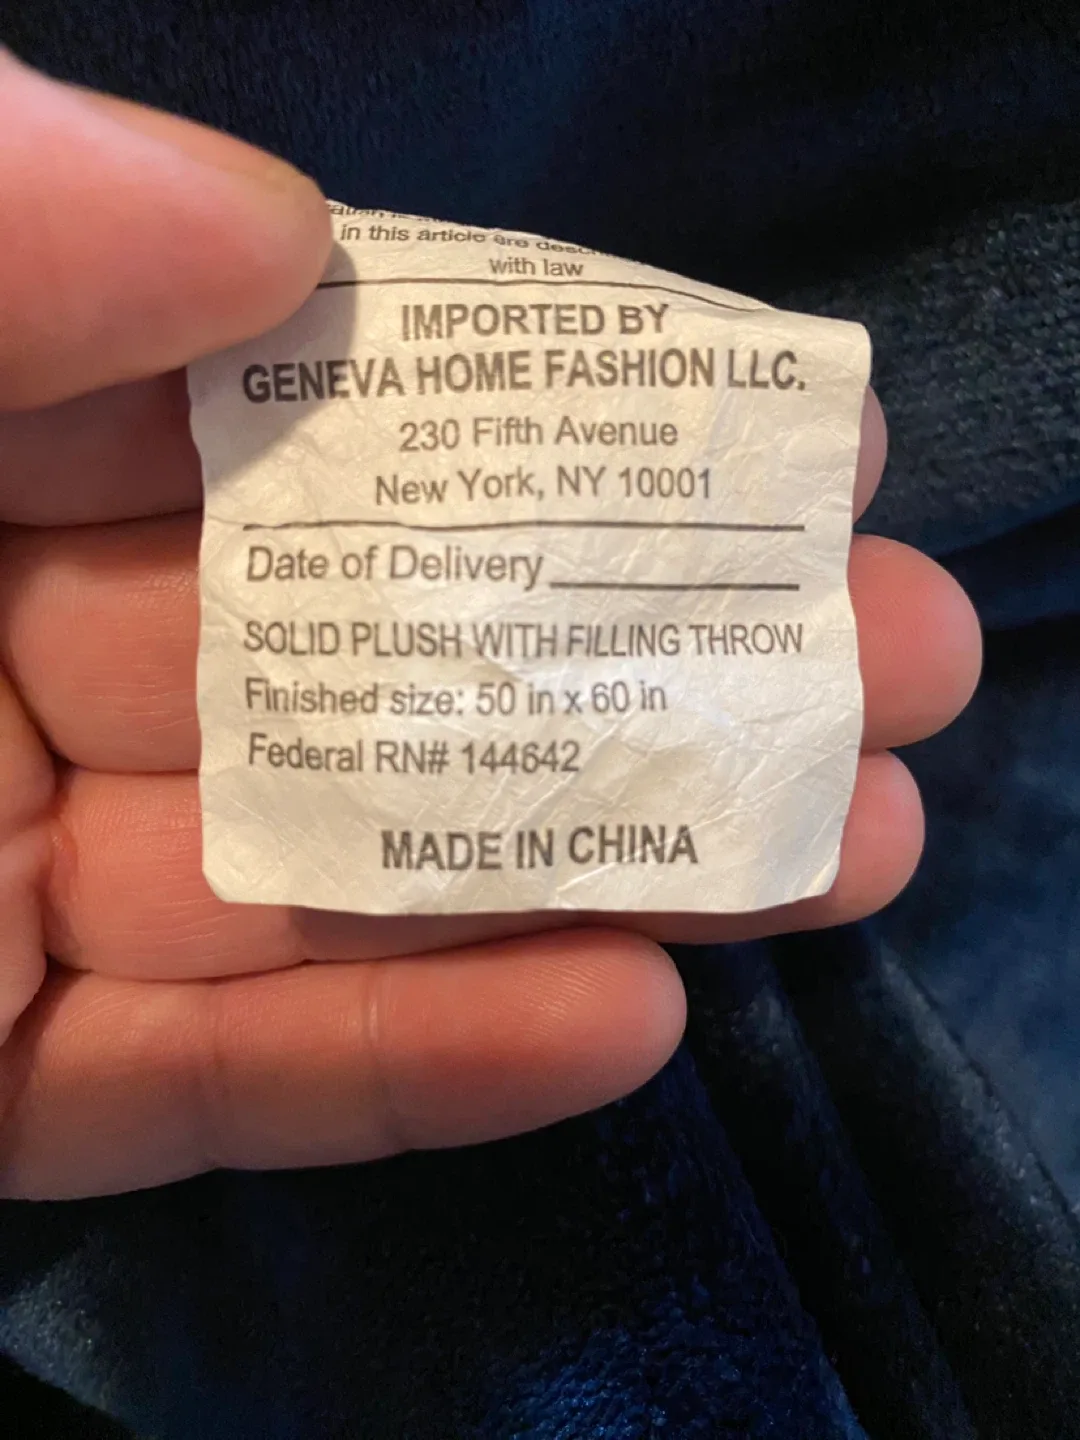 in this article are
with law
IMPORTED BY
GENEVA HOME FASHION LLC.
230 Fifth Avenue
New York, NY 10001
Date of Delivery
SOLID PLUSH WITH FILLING THROW
Finished size: 50 in x 60 in
Federal RN# 144642
MADE IN CHINA